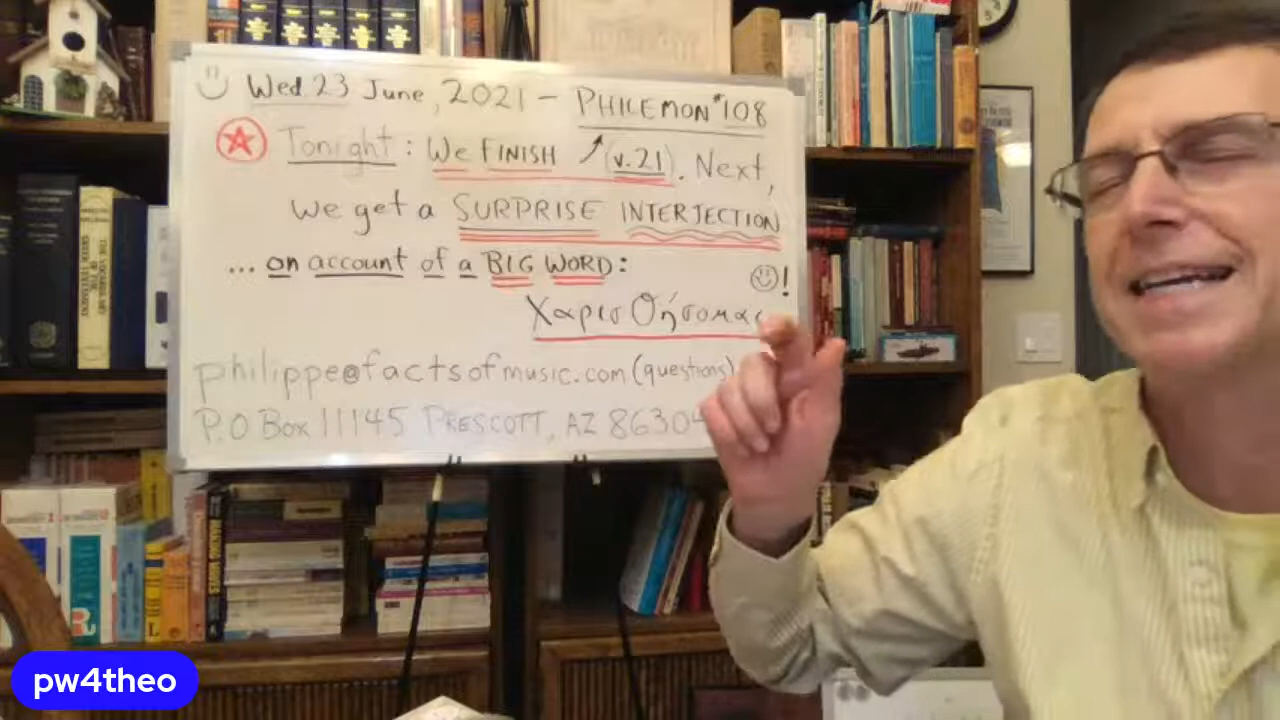 Wed 23 June, 2021 - PHILEMON #108
Tonight: We FINISH (v.21). Next,
we get a SURPRISE INTERJECTION
... on account of a BIG WORD:
Χαρισθήσομαι
philippe@factsofmusic.com (questions)
P.O Box 11145 PRESCOTT, AZ 86304
pw4theo